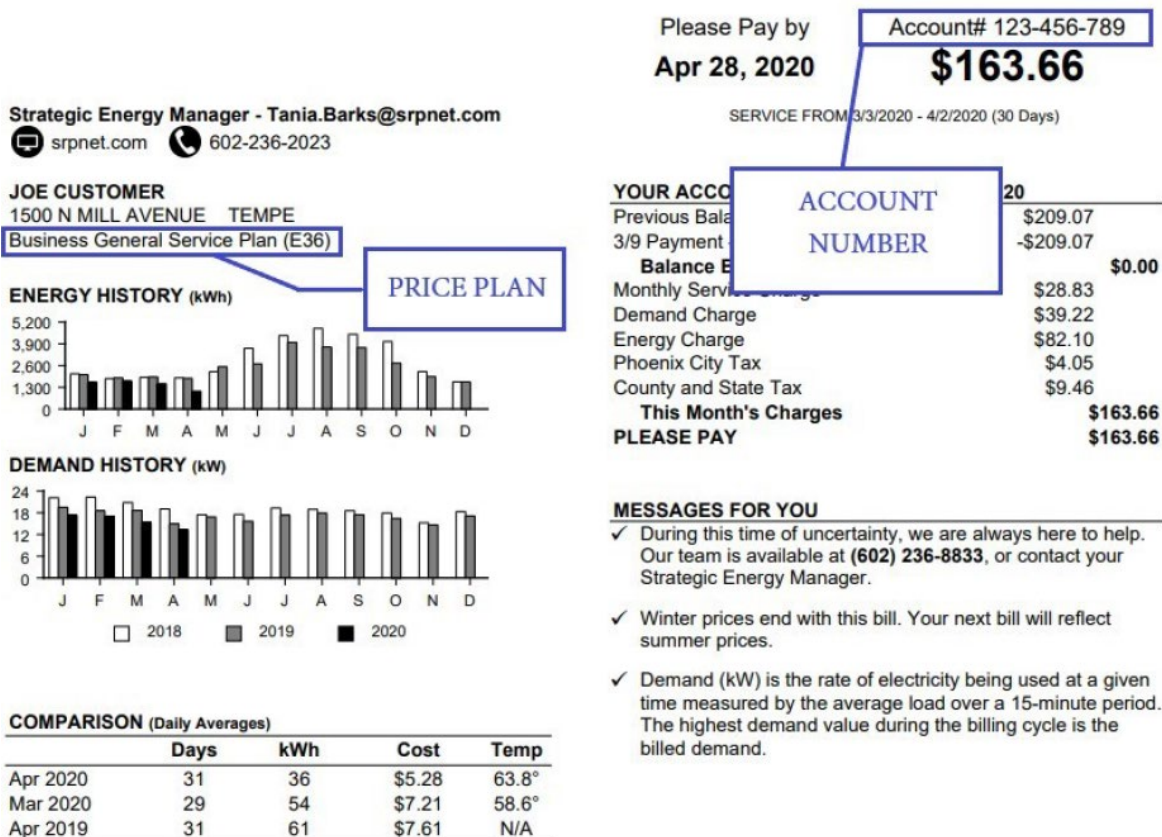 Please Pay by
Account# 123-456-789
Apr 28, 2020
$163.66
SERVICE FROM 3/3/2020 - 4/2/2020 (30 Days)
Strategic Energy Manager - Tania.Barks@srpnet.com
srpnet.com 602-236-2023
JOE CUSTOMER
1500 N MILL AVENUE TEMPE
Business General Service Plan (E36)
PRICE PLAN
ENERGY HISTORY (kWh)
5,200
3,900
2,600
1,300
0
J F M A M J J A S O N D
DEMAND HISTORY (kW)
24
18
12
6
0
J F M A M J J A S O N D
2018 2019 2020
COMPARISON (Daily Averages)
Days kWh Cost Temp
Apr 2020 31 36 $5.28 63.8°
Mar 2020 29 54 $7.21 58.6°
Apr 2019 31 61 $7.61 N/A
ACCOUNT
NUMBER
YOUR 20
Previous $209.07
3/9 Payment -$209.07
Balance $0.00
Monthly $28.83
Demand Charge $39.22
Energy Charge $82.10
Phoenix City Tax $4.05
County and State Tax $9.46
This Month's Charges $163.66
PLEASE PAY $163.66
MESSAGES FOR YOU
✓ During this time of uncertainty, we are always here to help.
Our team is available at (602) 236-8833, or contact your
Strategic Energy Manager.
✓ Winter prices end with this bill. Your next bill will reflect
summer prices.
✓ Demand (kW) is the rate of electricity being used at a given
time measured by the average load over a 15-minute period.
The highest demand value during the billing cycle is the
billed demand.